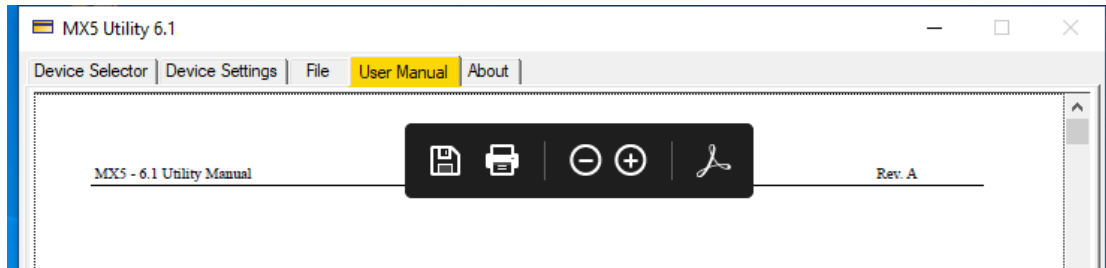 MX5 Utility 6.1
Device Selector Device Settings File User Manual About
MX5 - 6.1 Utility Manual Rev. A